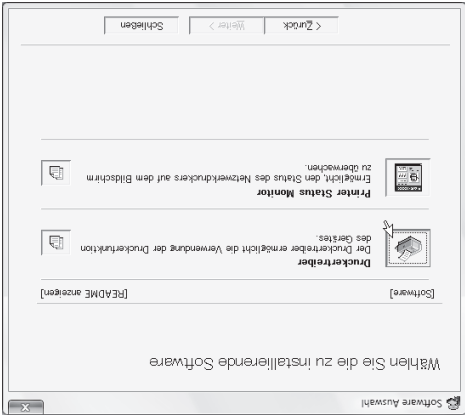 Software Auswahl
Wählen Sie die zu installierende Software
[Software] [README anzeigen]
Druckertreiber
Der Druckertreiber ermöglicht die Verwendung der Druckerfunktion
des Gerätes.
Printer Status Monitor
Ermöglicht, den Status des Netzwerkdruckers auf dem Bildschirm
zu überwachen.
< Zurück Weiter > Schließen